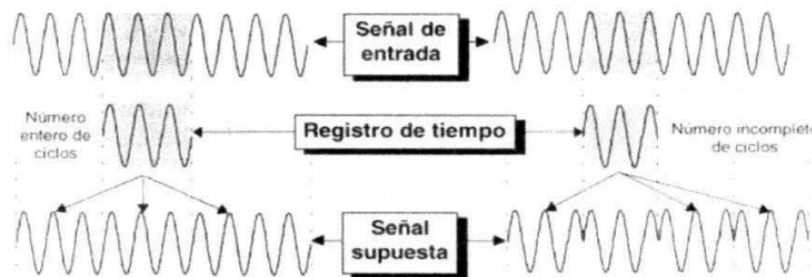 Señal de
entrada
Número
entero de
ciclos
Registro de tiempo
Número incompleto
de ciclos
Señal
supuesta